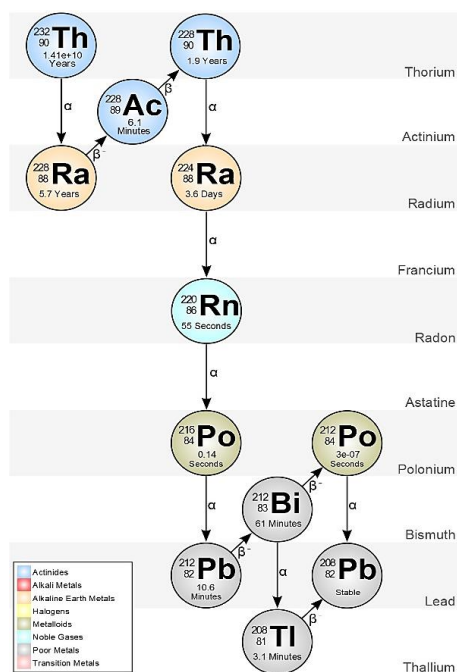 232
90
Th
1.41e+10
Years
228
90
Th
1.9 Years
Thorium
α
β
228
89
Ac
6.1
Minutes
α
Actinium
β-
228
88
Ra
5.7 Years
224
88
Ra
3.6 Days
Radium
α
Francium
220
86
Rn
55 Seconds
Radon
α
Astatine
216
84
Po
0.14
Seconds
212
84
Po
3e-07
Seconds
Polonium
α
β-
212
83
Bi
61 Minutes
α
Bismuth
β-
212
82
Pb
10.6
Minutes
α
208
82
Pb
Stable
Lead
β-
208
81
Tl
3.1 Minutes
Thallium
Actinides
Alkali Metals
Alkaline Earth Metals
Halogens
Metalloids
Noble Gases
Poor Metals
Transition Metals